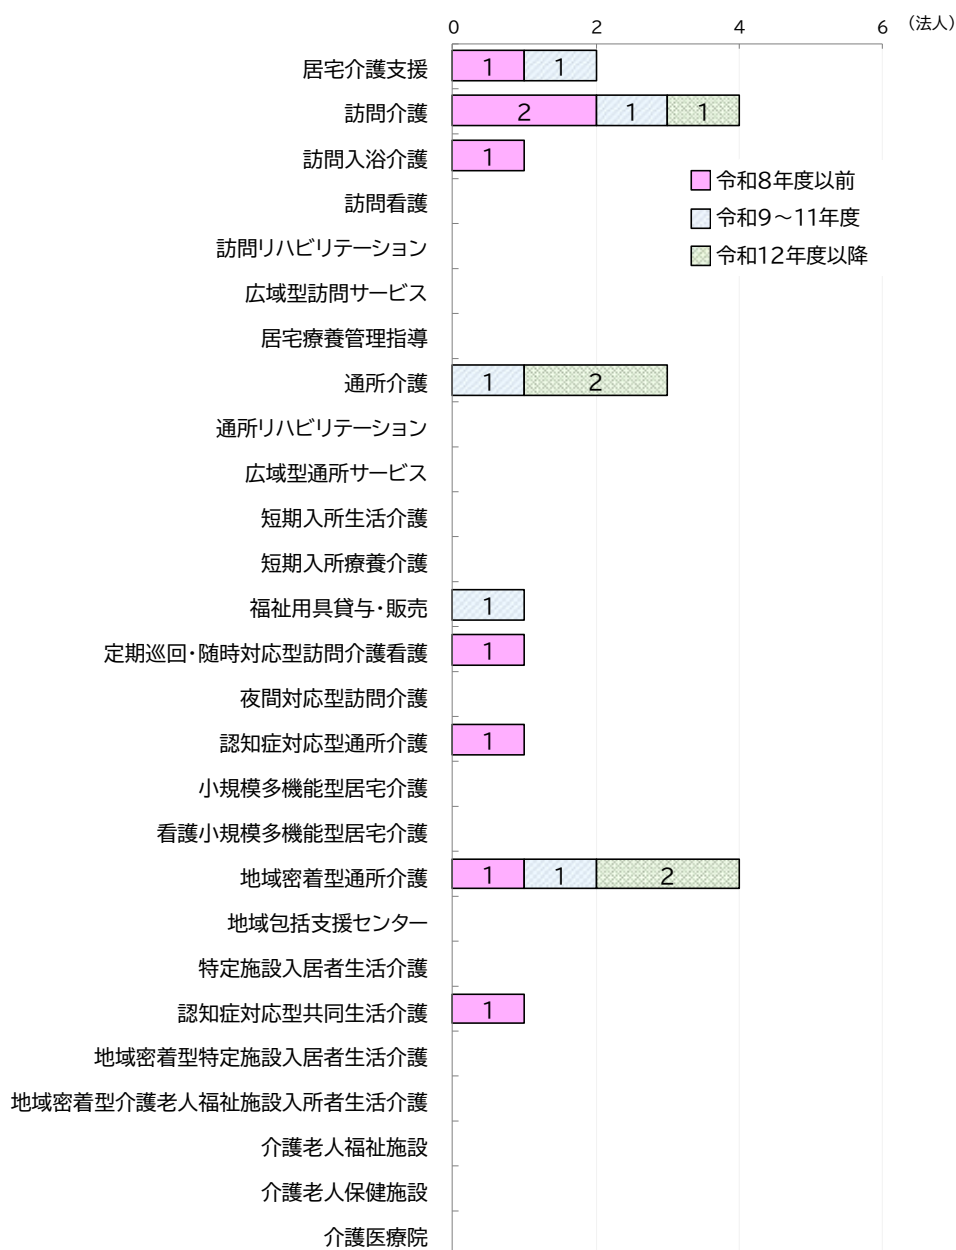 0 2 4 6 （法人）
居宅介護支援 1 1
訪問介護 2 1 1
訪問入浴介護 1
令和8年度以前
訪問看護
令和9～11年度
訪問リハビリテーション
令和12年度以降
広域型訪問サービス
居宅療養管理指導
通所介護 1 2
通所リハビリテーション
広域型通所サービス
短期入所生活介護
短期入所療養介護
福祉用具貸与・販売 1
定期巡回・随時対応型訪問介護看護 1
夜間対応型訪問介護
認知症対応型通所介護 1
小規模多機能型居宅介護
看護小規模多機能型居宅介護
地域密着型通所介護 1 1 2
地域包括支援センター
特定施設入居者生活介護
認知症対応型共同生活介護 1
地域密着型特定施設入居者生活介護
地域密着型介護老人福祉施設入所者生活介護
介護老人福祉施設
介護老人保健施設
介護医療院